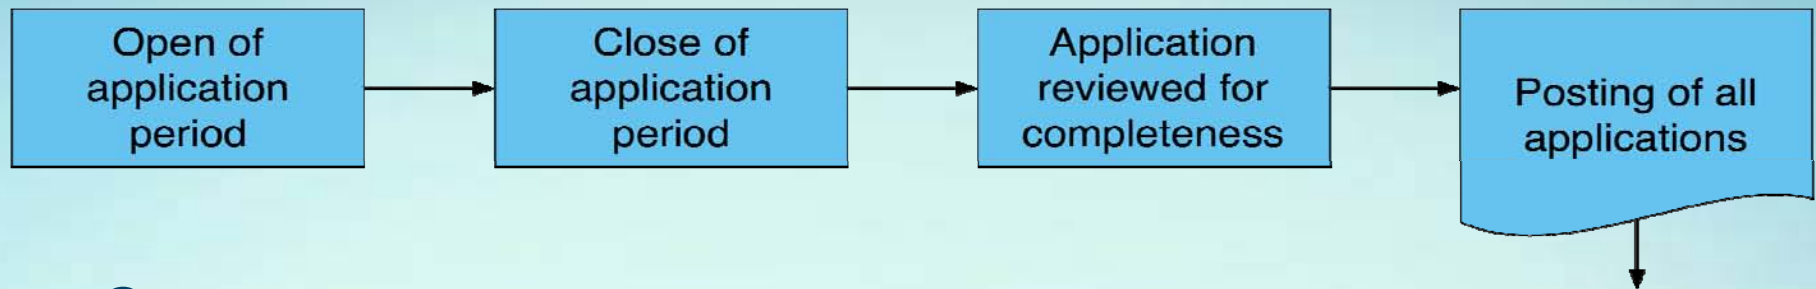 Open of
application
period
Close of
application
period
Application
reviewed for
completeness
Posting of all
applications